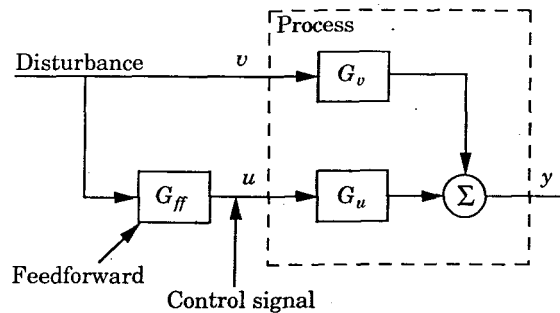 Process
Disturbance
v
G_v
G_ff
u
G_u
Σ
y
Feedforward
Control signal